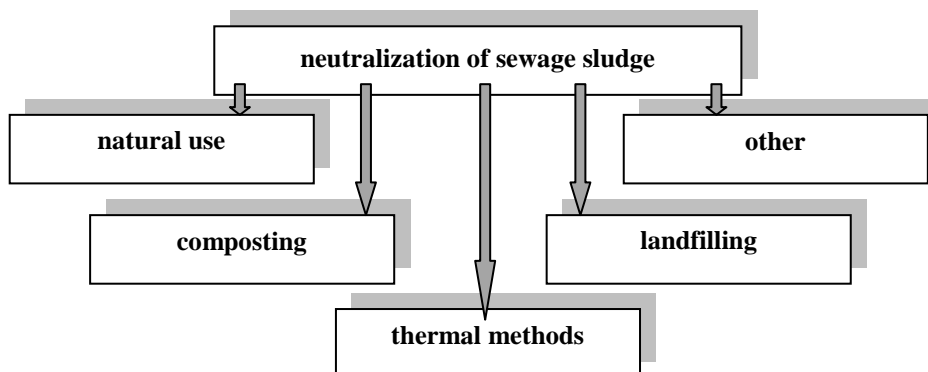 neutralization of sewage sludge
natural use
other
composting
landfilling
thermal methods